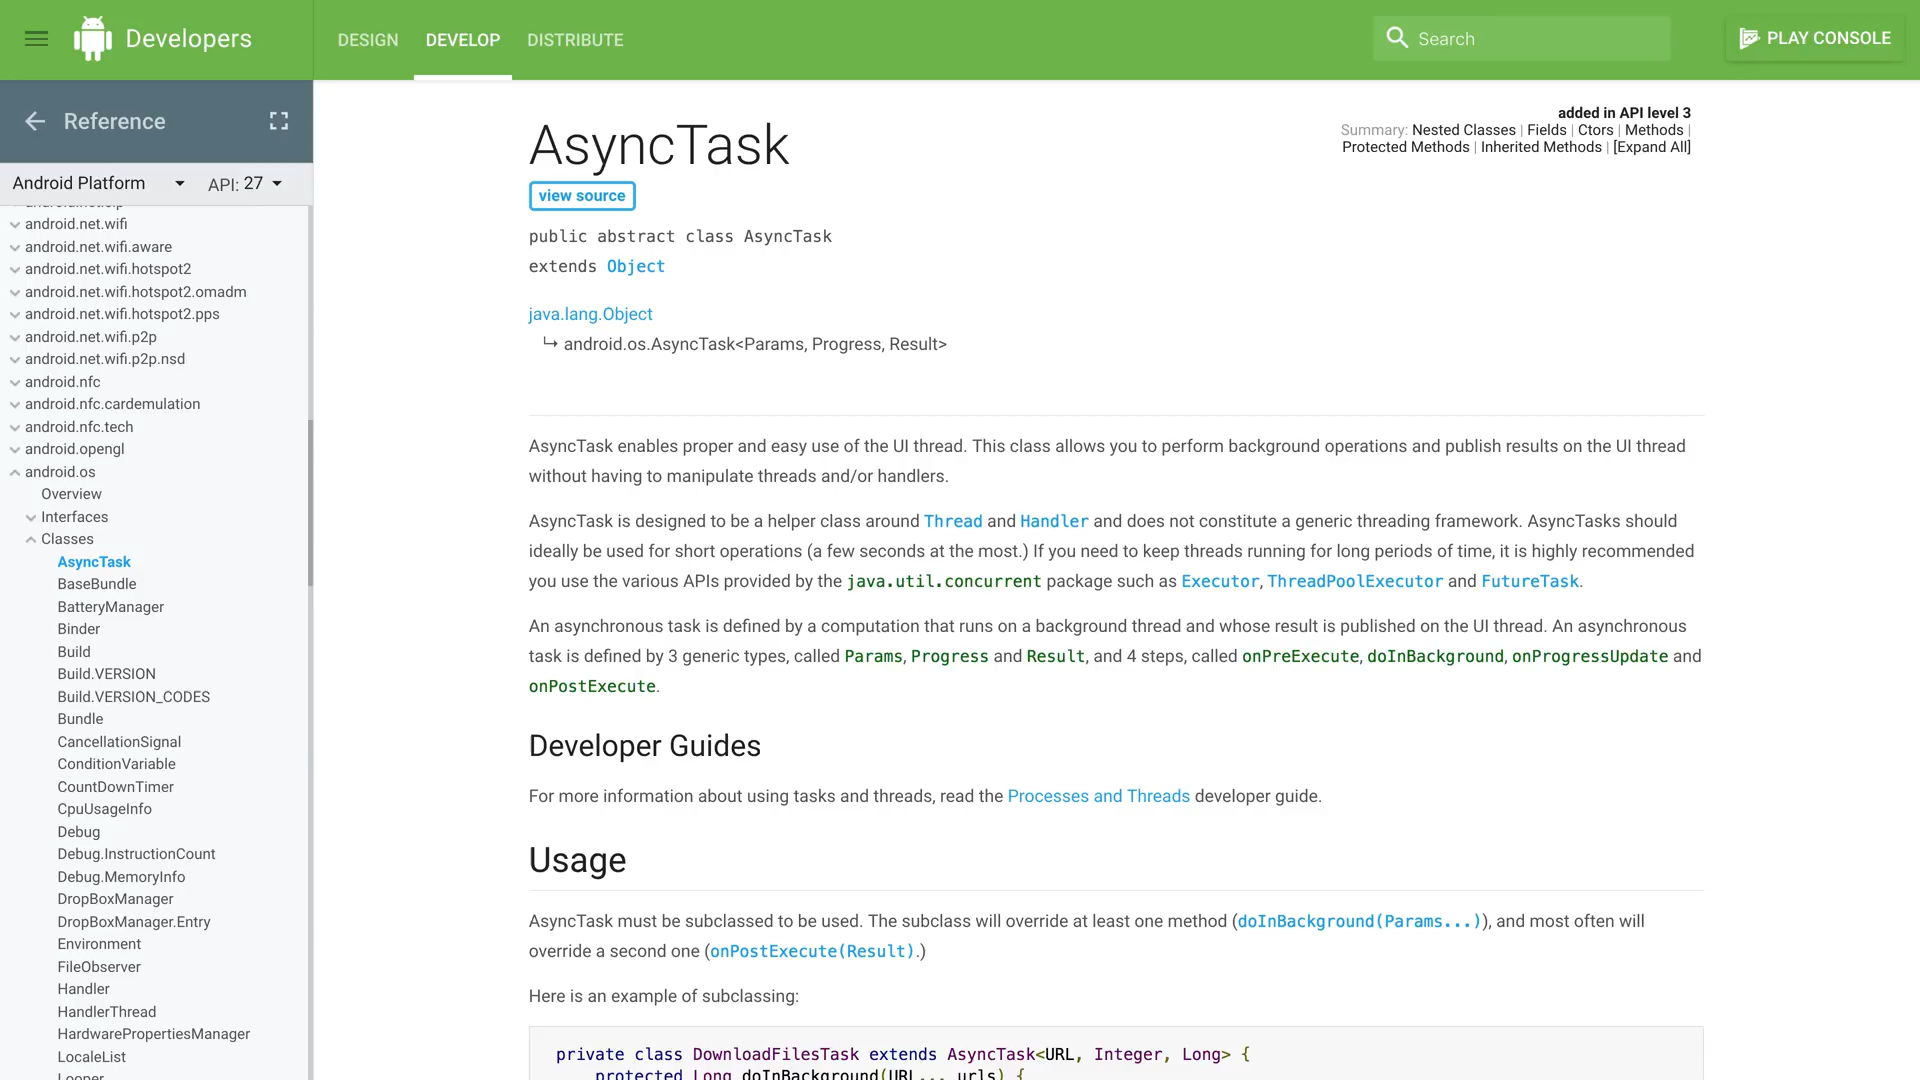 Developers
DESIGN
DEVELOP
DISTRIBUTE
Search
PLAY CONSOLE
Reference
Android Platform
API: 27
android.net.wifi
android.net.wifi.aware
android.net.wifi.hotspot2
android.net.wifi.hotspot2.omadm
android.net.wifi.hotspot2.pps
android.net.wifi.p2p
android.net.wifi.p2p.nsd
android.nfc
android.nfc.cardemulation
android.nfc.tech
android.opengl
android.os
Overview
Interfaces
Classes
AsyncTask
BaseBundle
BatteryManager
Binder
Build
Build.VERSION
Build.VERSION_CODES
Bundle
CancellationSignal
ConditionVariable
CountDownTimer
CpuUsageInfo
Debug
Debug.InstructionCount
Debug.MemoryInfo
DropBoxManager
DropBoxManager.Entry
Environment
FileObserver
Handler
HandlerThread
HardwarePropertiesManager
LocaleList
Looper
added in API level 3
Summary: Nested Classes | Fields | Ctors | Methods |
Protected Methods | Inherited Methods | [Expand All]
AsyncTask
view source
public abstract class AsyncTask
extends Object
java.lang.Object
↳ android.os.AsyncTask<Params, Progress, Result>
AsyncTask enables proper and easy use of the UI thread. This class allows you to perform background operations and publish results on the UI thread
without having to manipulate threads and/or handlers.
AsyncTask is designed to be a helper class around Thread and Handler and does not constitute a generic threading framework. AsyncTasks should
ideally be used for short operations (a few seconds at the most.) If you need to keep threads running for long periods of time, it is highly recommended
you use the various APIs provided by the java.util.concurrent package such as Executor, ThreadPoolExecutor and FutureTask.
An asynchronous task is defined by a computation that runs on a background thread and whose result is published on the UI thread. An asynchronous
task is defined by 3 generic types, called Params, Progress and Result, and 4 steps, called onPreExecute, doInBackground, onProgressUpdate and
onPostExecute.
Developer Guides
For more information about using tasks and threads, read the Processes and Threads developer guide.
Usage
AsyncTask must be subclassed to be used. The subclass will override at least one method (doInBackground(Params...)), and most often will
override a second one (onPostExecute(Result).)
Here is an example of subclassing:
private class DownloadFilesTask extends AsyncTask<URL, Integer, Long> {
protected Long doInBackground(URL... urls) {